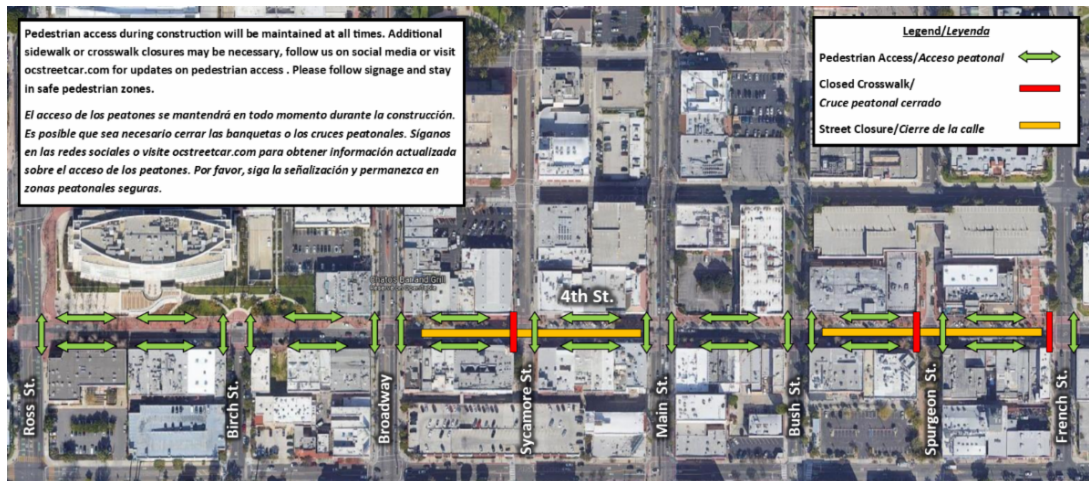 Pedestrian access during construction will be maintained at all times. Additional
sidewalk or crosswalk closures may be necessary, follow us on social media or visit
ocstreetcar.com for updates on pedestrian access . Please follow signage and stay
in safe pedestrian zones.
El acceso de los peatones se mantendrá en todo momento durante la construcción.
Es posible que sea necesario cerrar las banquetas o los cruces peatonales. Síganos
en las redes sociales o visite ocstreetcar.com para obtener información actualizada
sobre el acceso de los peatones. Por favor, siga la señalización y permanezca en
zonas peatonales seguras.
Legend/Leyenda
Pedestrian Access/Acceso peatonal
Closed Crosswalk/
Cruce peatonal cerrado
Street Closure/Cierre de la calle
4th St.
Ross St.
Birch St.
Broadway
Sycamore St.
Main St.
Bush St.
Spurgeon St.
French St.